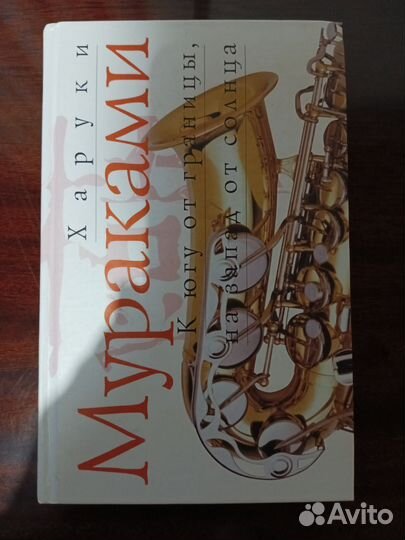 Харуки
Мураками
К югу от границы,
на запад от солнца
Avito